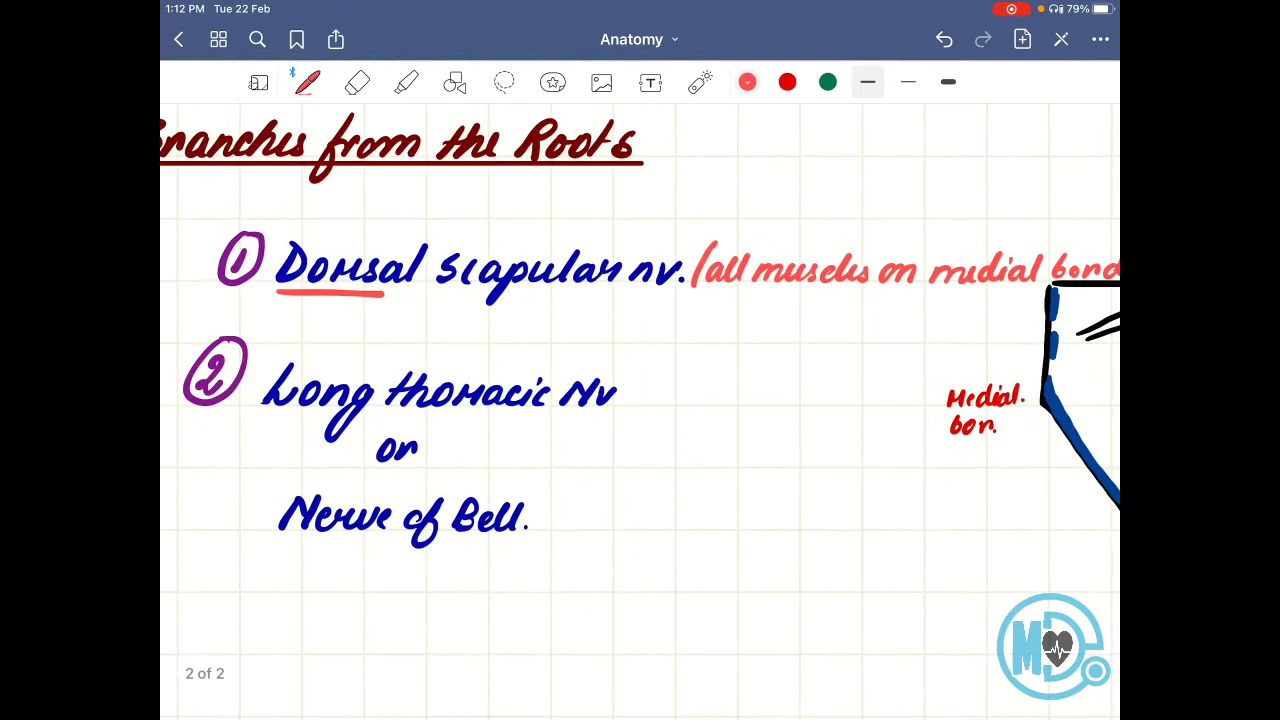 1:12 PM Tue 22 Feb
79%
Anatomy
T
Branches from the Roots
① Dorsal scapular nv. (all muscles on medial bord
② Long thoracic Nv
or
Nerve of Bell.
Medial.
bor.
2 of 2
M